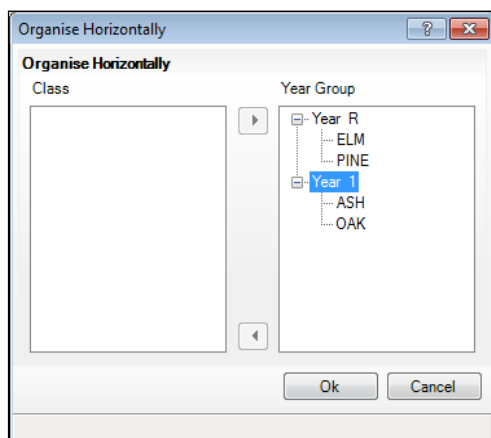 Organise Horizontally
Organise Horizontally
Class
Year Group
Year R
ELM
PINE
Year 1
ASH
OAK
Ok
Cancel